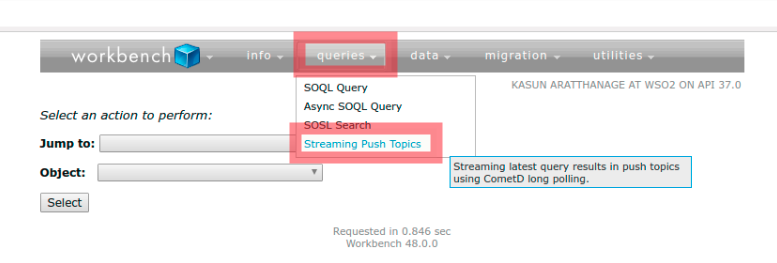 workbench info queries data migration utilities
KASUN ARATTHANAGE AT WSO2 ON API 37.0
SOQL Query
Async SOQL Query
SOSL Search
Streaming Push Topics
Select an action to perform:
Jump to:
Streaming latest query results in push topics
using CometD long polling.
Object:
Select
Requested in 0.846 sec
Workbench 48.0.0